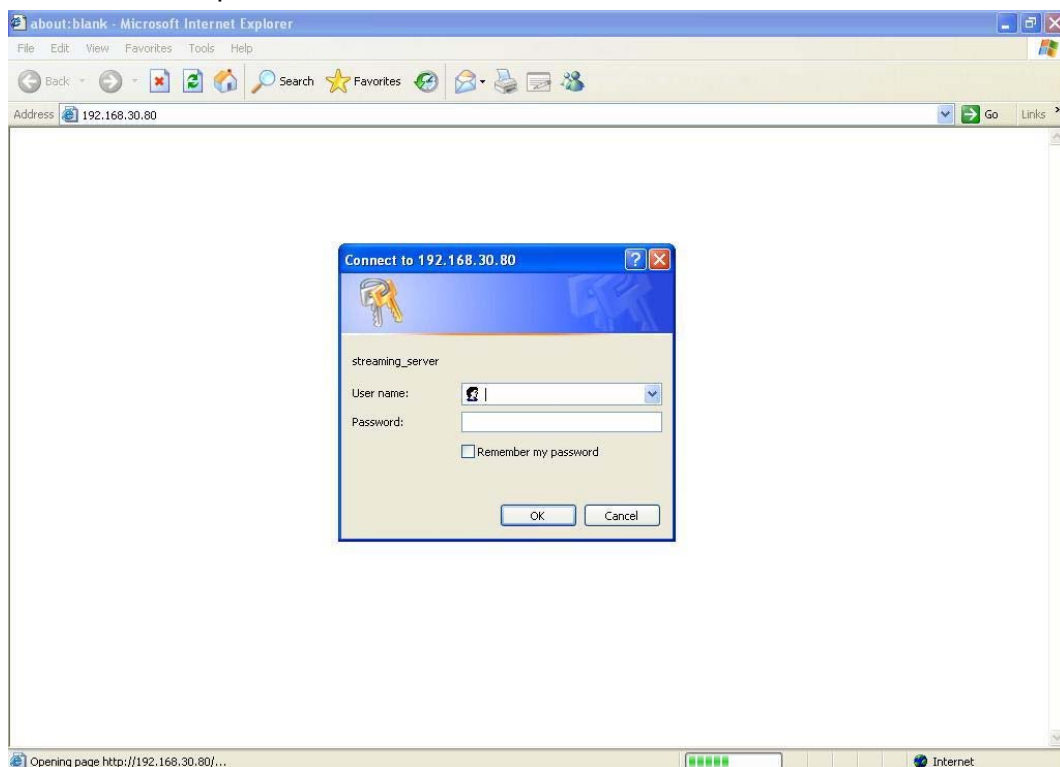 about:blank - Microsoft Internet Explorer
File Edit View Favorites Tools Help
Back Search Favorites
Address 192.168.30.80 Go Links
Connect to 192.168.30.80
streaming_server
User name:
Password:
Remember my password
OK Cancel
Opening page http://192.168.30.80/... Internet